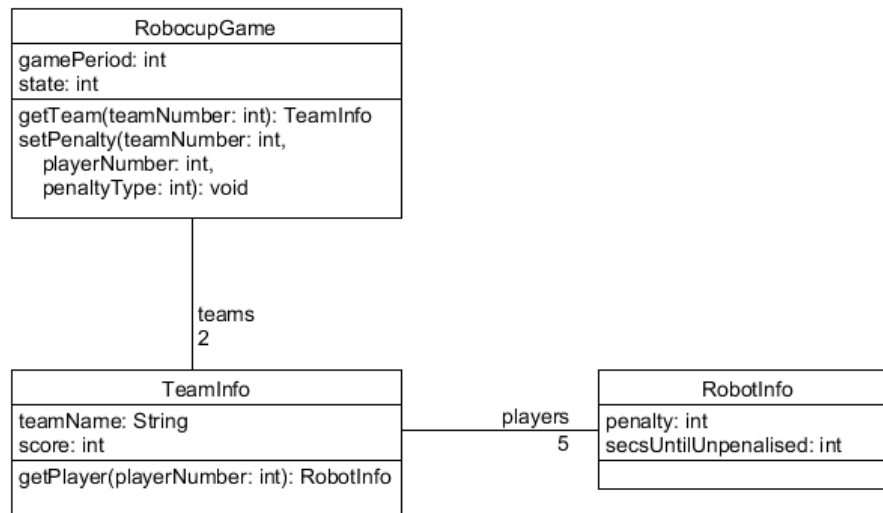 RobocupGame
gamePeriod: int
state: int
getTeam(teamNumber: int): TeamInfo
setPenalty(teamNumber: int,
playerNumber: int,
penaltyType: int): void
teams
2
TeamInfo
teamName: String
score: int
getPlayer(playerNumber: int): RobotInfo
players
5
RobotInfo
penalty: int
secsUntilUnpenalised: int